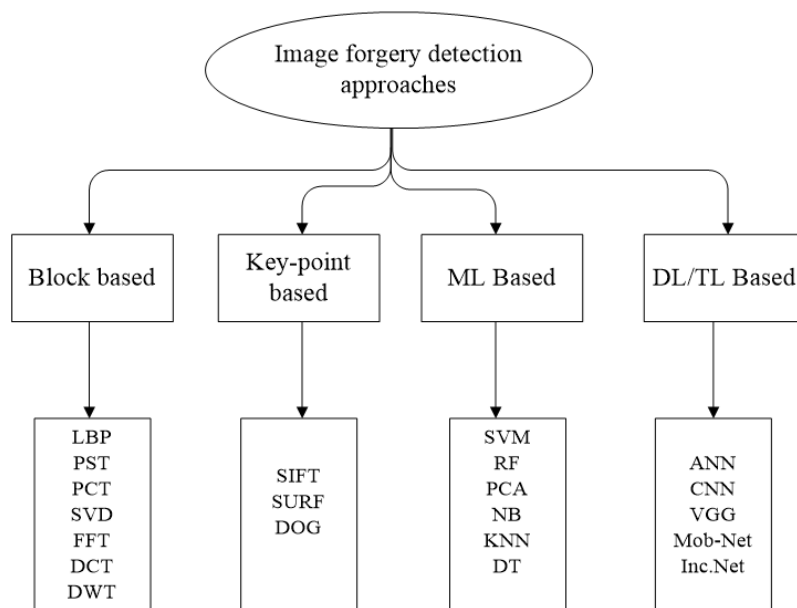 Image forgery detection
approaches
Block based
Key-point
based
ML Based
DL/TL Based
LBP
PST
PCT
SVD
FFT
DCT
DWT
SIFT
SURF
DOG
SVM
RF
PCA
NB
KNN
DT
ANN
CNN
VGG
Mob-Net
Inc.Net